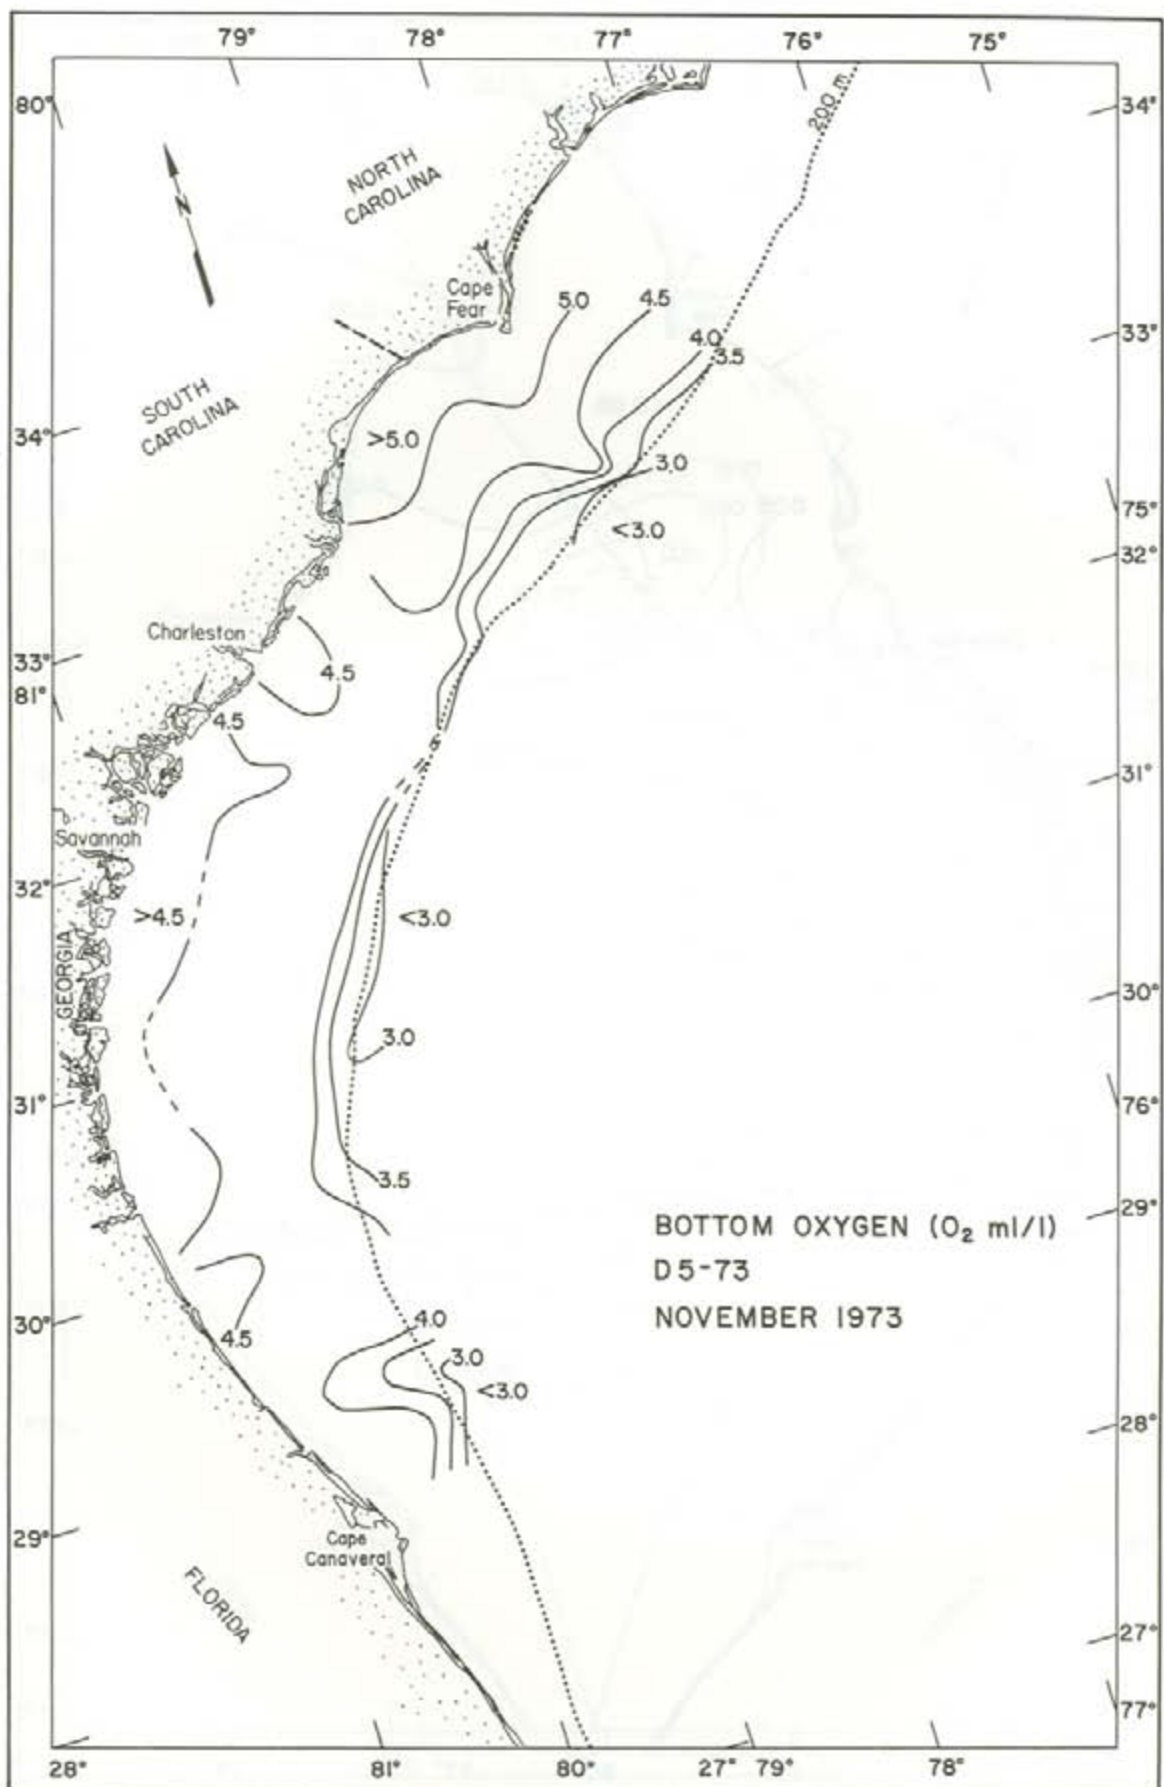 79° 78° 77° 76° 75°
80°
34°
200 m.
NORTH
CAROLINA
N
Cape
Fear
5.0
4.5
4.0
3.5
33°
SOUTH
CAROLINA
34°
>5.0
3.0
75°
<3.0
32°
Charleston
33°
81°
4.5
4.5
31°
Savannah
32°
>4.5
<3.0
GEORGIA
30°
3.0
31°
76°
3.5
29°
BOTTOM OXYGEN (O₂ ml/l)
D5-73
NOVEMBER 1973
30°
4.5
4.0
3.0
<3.0
28°
29°
Cape
Canaveral
FLORIDA
27°
77°
28° 81° 80° 27° 79° 78°